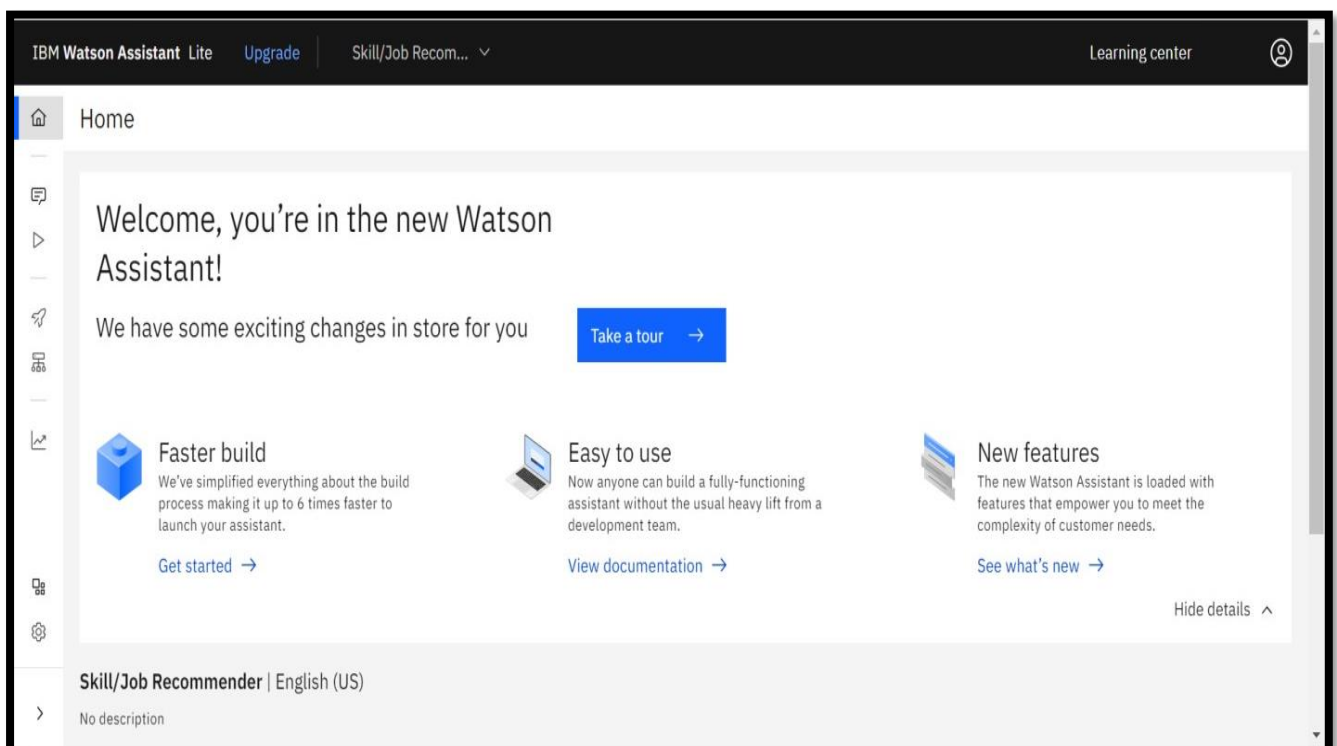 IBM Watson Assistant Lite Upgrade Skill/Job Recom... Learning center
Home
Welcome, you’re in the new Watson
Assistant!
We have some exciting changes in store for you
Take a tour →
Faster build
We’ve simplified everything about the build
process making it up to 6 times faster to
launch your assistant.
Get started →
Easy to use
Now anyone can build a fully-functioning
assistant without the usual heavy lift from a
development team.
View documentation →
New features
The new Watson Assistant is loaded with
features that empower you to meet the
complexity of customer needs.
See what’s new →
Hide details
Skill/Job Recommender | English (US)
No description